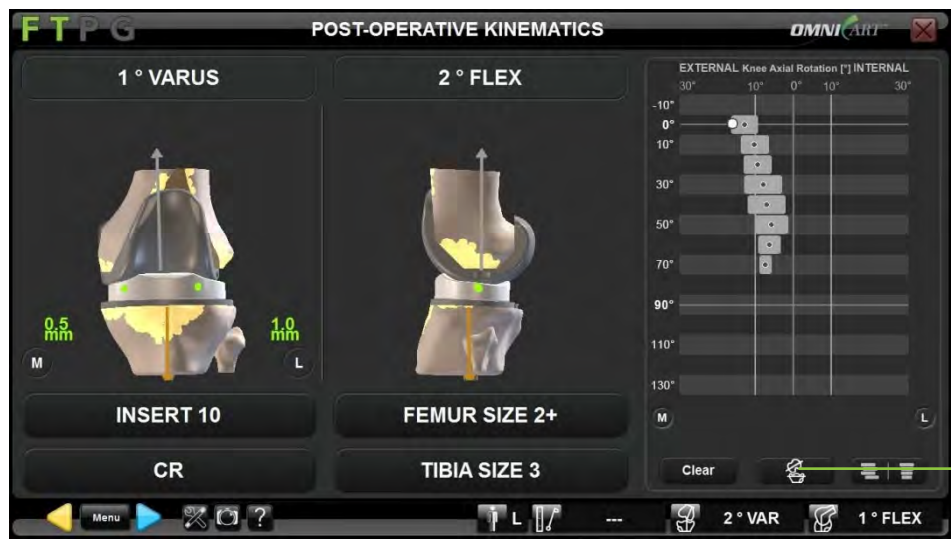 F T P G
POST-OPERATIVE KINEMATICS
OMNI ART
1 ° VARUS
2 ° FLEX
0.5 mm
1.0 mm
M
L
INSERT 10
FEMUR SIZE 2+
CR
TIBIA SIZE 3
EXTERNAL Knee Axial Rotation [°] INTERNAL
30° 10° 0° 10° 30°
-10°
0°
10°
30°
50°
70°
90°
110°
130°
M
L
Clear
Menu
?
L
---
2 ° VAR
1 ° FLEX